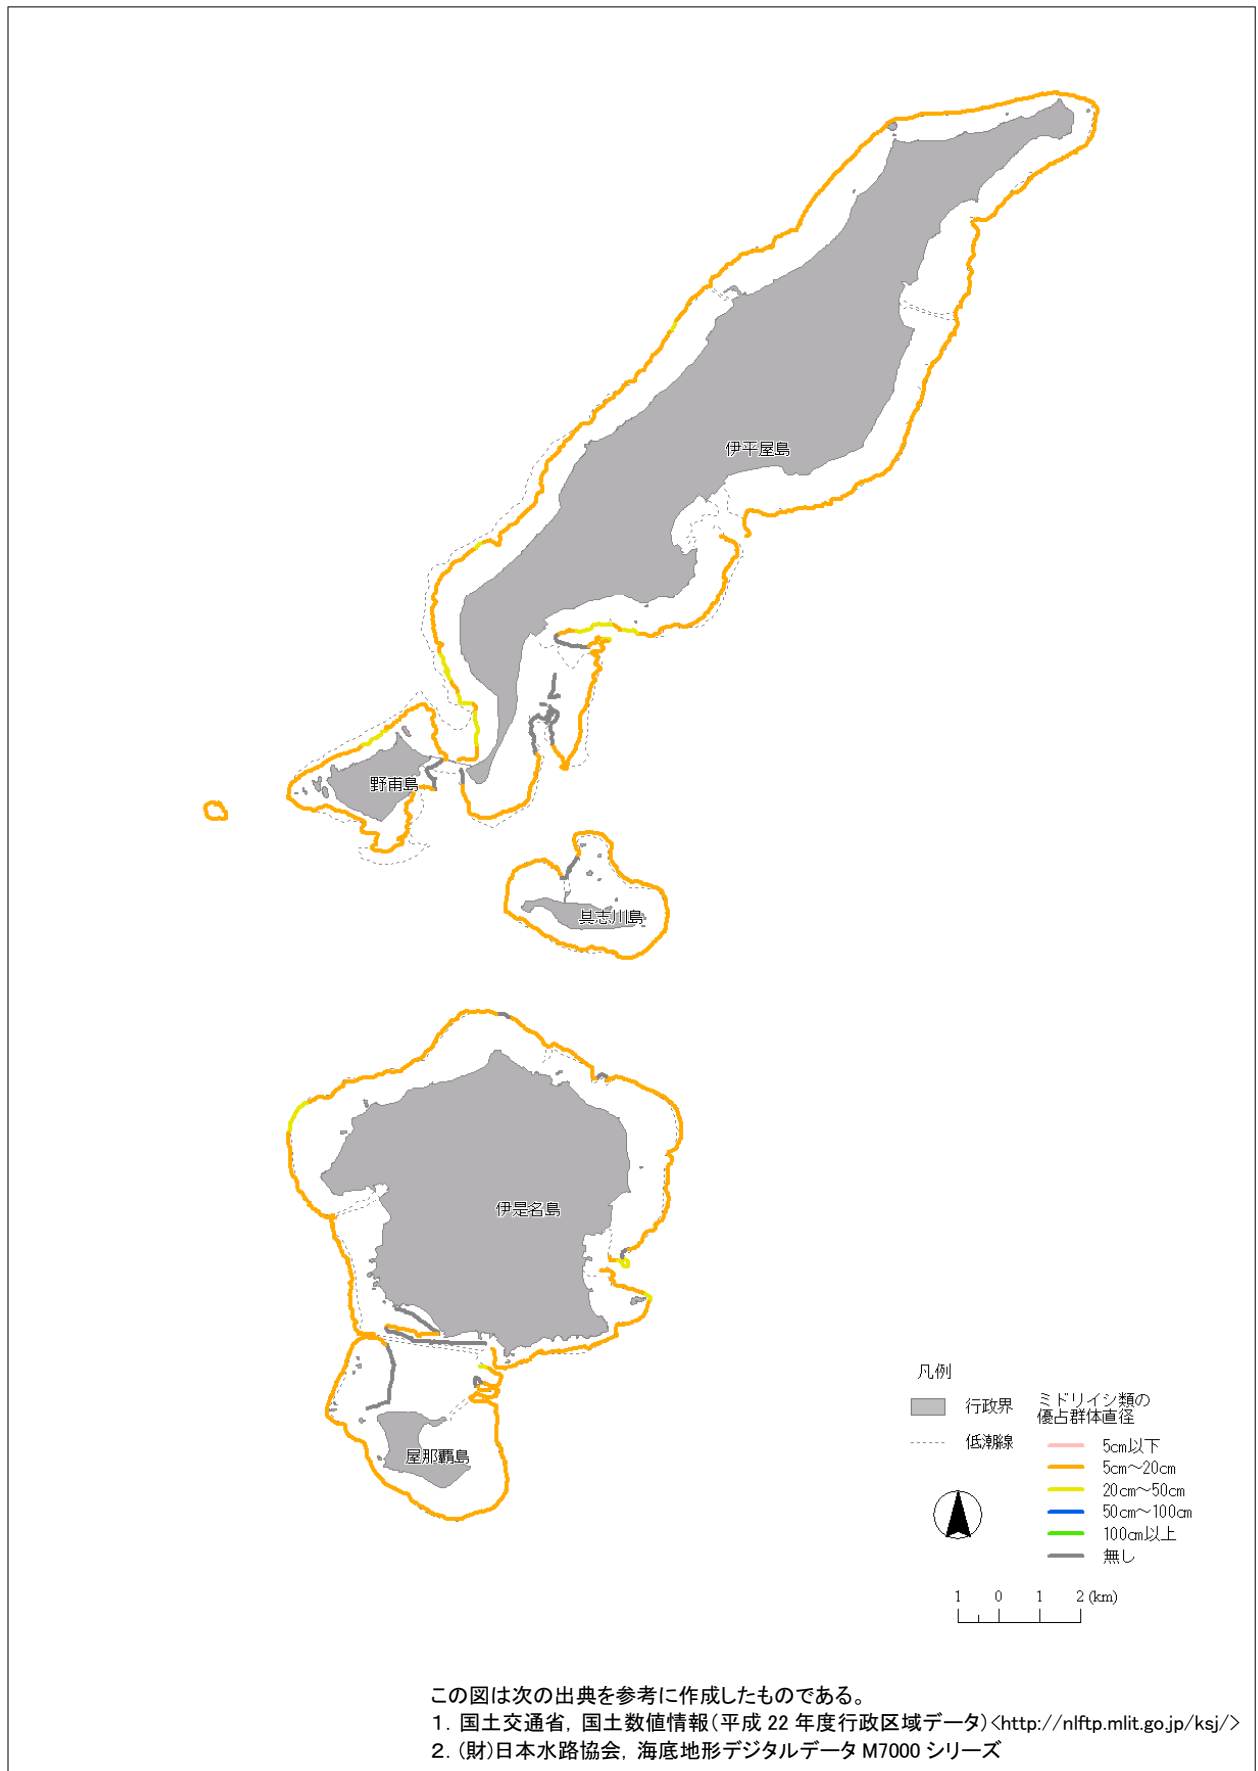 伊平屋島
野甫島
具志川島
伊是名島
屋那覇島
凡例
行政界
低潮線
ミドリイシ類の
優占群体直径
5cm以下
5cm～20cm
20cm～50cm
50cm～100cm
100cm以上
無し
1 0 1 2 (km)
この図は次の出典を参考に作成したものである。
1. 国土交通省, 国土数値情報(平成 22 年度行政区域データ)<http://nlftp.mlit.go.jp/ksj/>
2. (財)日本水路協会, 海底地形デジタルデータ M7000 シリーズ